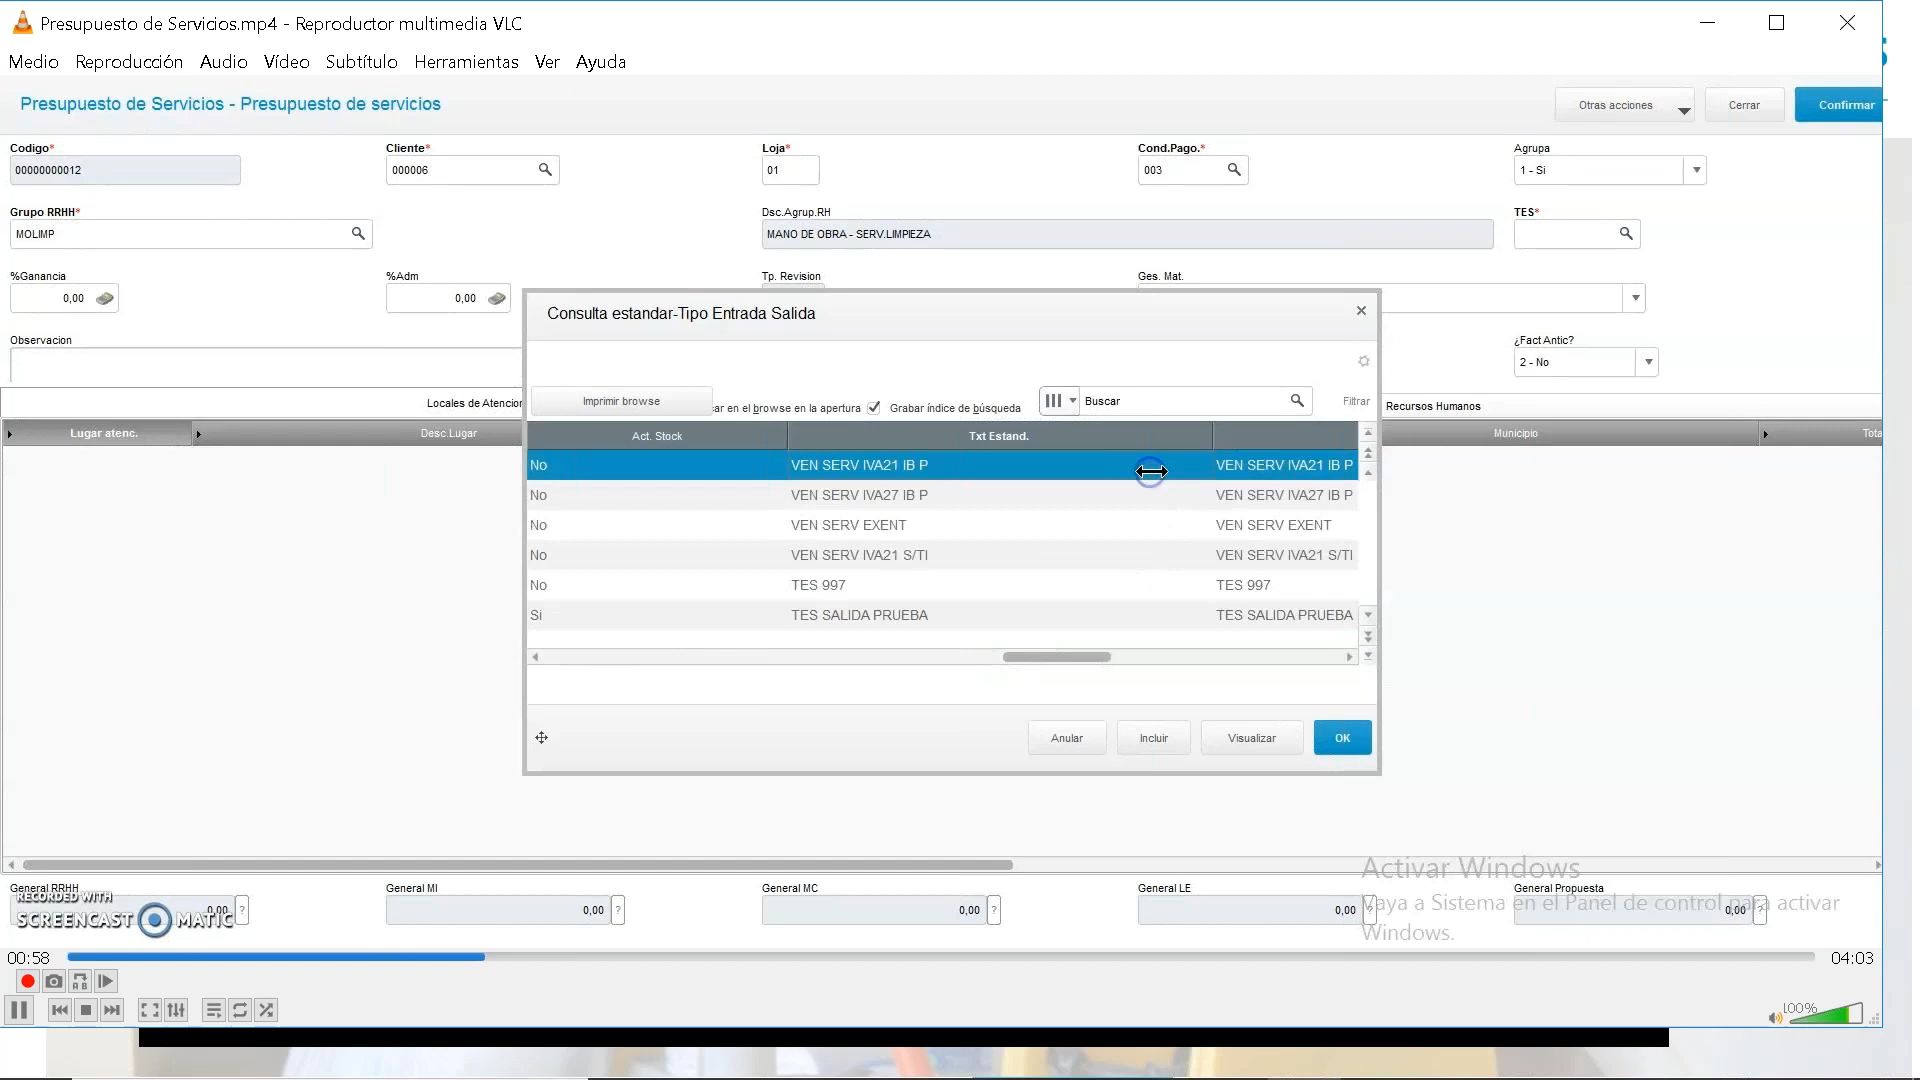 Presupuesto de Servicios.mp4 - Reproductor multimedia VLC
Medio Reproducción Audio Vídeo Subtítulo Herramientas Ver Ayuda
Presupuesto de Servicios - Presupuesto de servicios
Otras acciones Cerrar Confirmar
Codigo* Cliente* Loja* Cond.Pago.* Agrupa
00000000012 000006 01 003 1 - Si
Grupo RRHH* Dsc.Agrup.RH TES*
MOLIMP MANO DE OBRA - SERV.LIMPIEZA
%Ganancia %Adm Tp. Revision Ges. Mat.
0,00 0,00
Consulta estandar-Tipo Entrada Salida
Observacion ¿Fact Antic?
2 - No
Imprimir browse ar en el browse en la apertura Grabar índice de búsqueda Buscar Filtrar
Locales de Atencion Recursos Humanos
Lugar atenc. Desc.Lugar Municipio Tota
Act. Stock Txt Estand.
No VEN SERV IVA21 IB P VEN SERV IVA21 IB P
No VEN SERV IVA27 IB P VEN SERV IVA27 IB P
No VEN SERV EXENT VEN SERV EXENT
No VEN SERV IVA21 S/TI VEN SERV IVA21 S/TI
No TES 997 TES 997
Si TES SALIDA PRUEBA TES SALIDA PRUEBA
Anular Incluir Visualizar OK
Activar Windows
Vaya a Sistema en el Panel de control para activar
Windows.
General RRHH General MI General MC General LE General Propuesta
0,00 ? 0,00 ? 0,00 ? 0,00 ? 0,00 ?
RECORDED WITH
SCREENCAST MATIC
00:58 04:03
100%